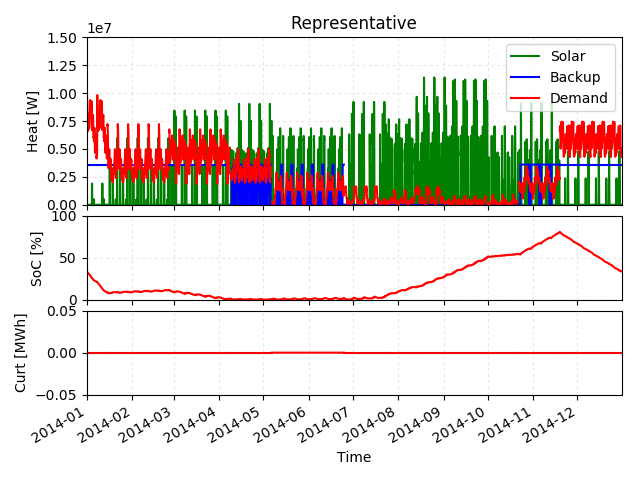 Representative
1e7
1.50
1.25
1.00
0.75
0.50
0.25
0.00
Heat [W]
Solar
Backup
Demand
100
50
0
SoC [%]
0.05
0.00
−0.05
Curt [MWh]
2014-01
2014-02
2014-03
2014-04
2014-05
2014-06
2014-07
2014-08
2014-09
2014-10
2014-11
2014-12
Time